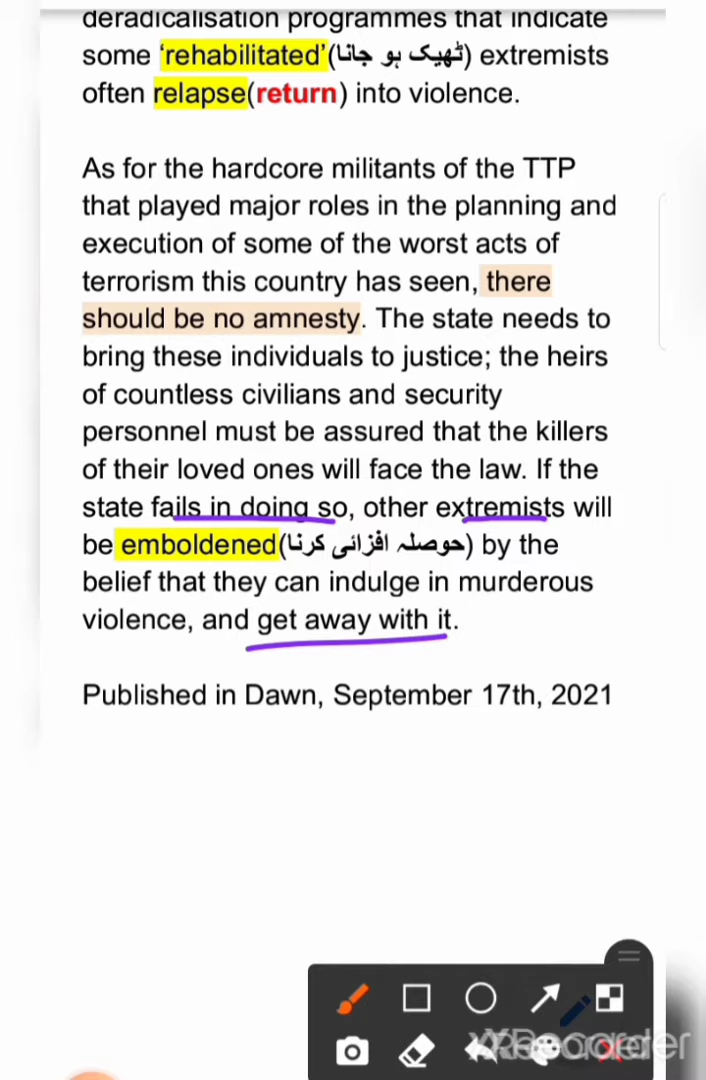 deradicalisation programmes that indicate
some ‘rehabilitated’(ٹھیک ہو جانا) extremists
often relapse(return) into violence.
As for the hardcore militants of the TTP
that played major roles in the planning and
execution of some of the worst acts of
terrorism this country has seen, there
should be no amnesty. The state needs to
bring these individuals to justice; the heirs
of countless civilians and security
personnel must be assured that the killers
of their loved ones will face the law. If the
state fails in doing so, other extremists will
be emboldened(حوصلہ افزائی کرنا) by the
belief that they can indulge in murderous
violence, and get away with it.
Published in Dawn, September 17th, 2021
XRecorder